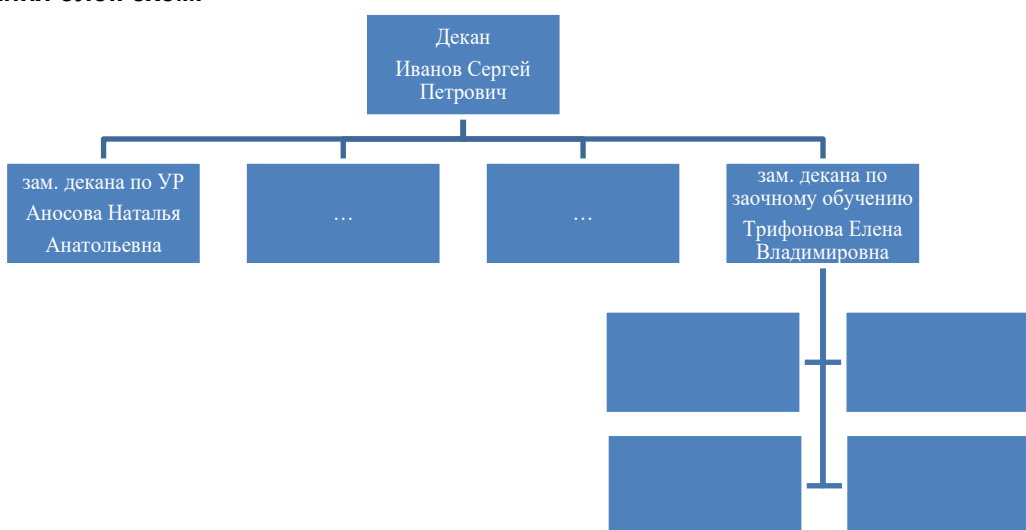 Декан
Иванов Сергей
Петрович
зам. декана по УР
Аносова Наталья
Анатольевна
…
…
зам. декана по
заочному обучению
Трифонова Елена
Владимировна